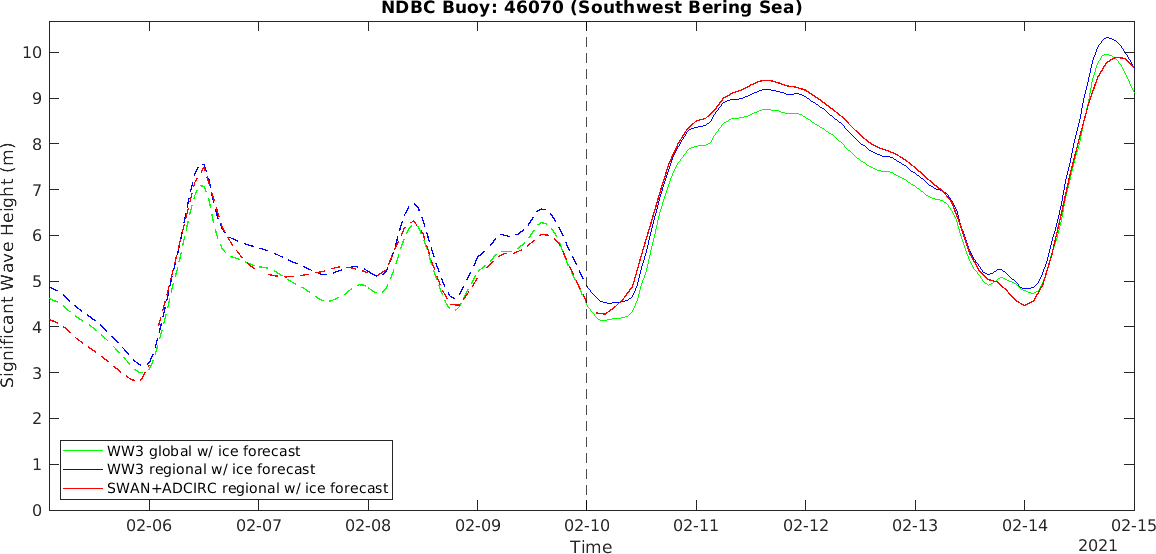 NDBC Buoy: 46070 (Southwest Bering Sea)
10
9
8
7
6
5
4
3
2
1
0
Significant Wave Height (m)
WW3 global w/ ice forecast
WW3 regional w/ ice forecast
SWAN+ADCIRC regional w/ ice forecast
02-06 02-07 02-08 02-09 02-10 02-11 02-12 02-13 02-14 02-15
Time
2021